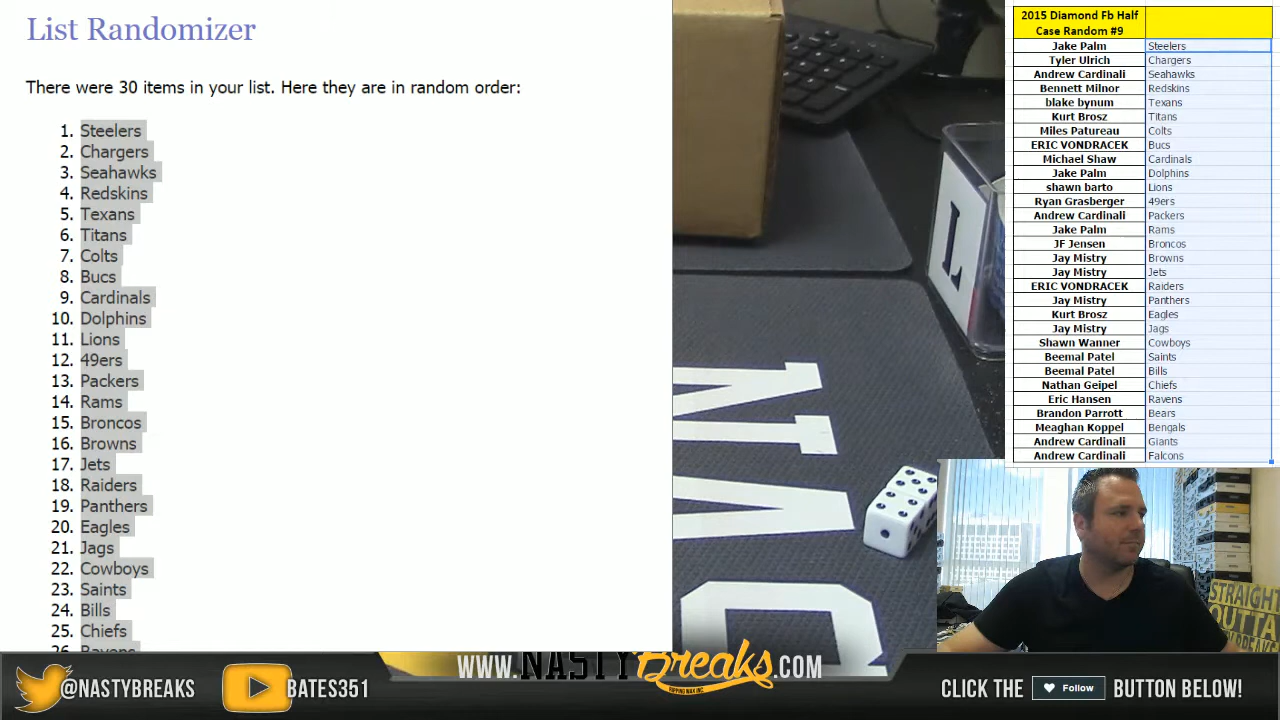 List Randomizer
There were 30 items in your list. Here they are in random order:
1. Steelers
2. Chargers
3. Seahawks
4. Redskins
5. Texans
6. Titans
7. Colts
8. Bucs
9. Cardinals
10. Dolphins
11. Lions
12. 49ers
13. Packers
14. Rams
15. Broncos
16. Browns
17. Jets
18. Raiders
19. Panthers
20. Eagles
21. Jags
22. Cowboys
23. Saints
24. Bills
25. Chiefs
26. Ravens
L
2015 Diamond Fb Half
Case Random #9
Jake Palm Steelers
Tyler Ulrich Chargers
Andrew Cardinali Seahawks
Bennett Milnor Redskins
blake bynum Texans
Kurt Brosz Titans
Miles Patureau Colts
ERIC VONDRACEK Bucs
Michael Shaw Cardinals
Jake Palm Dolphins
shawn barto Lions
Ryan Grasberger 49ers
Andrew Cardinali Packers
Jake Palm Rams
JF Jensen Broncos
Jay Mistry Browns
Jay Mistry Jets
ERIC VONDRACEK Raiders
Jay Mistry Panthers
Kurt Brosz Eagles
Jay Mistry Jags
Shawn Wanner Cowboys
Beemal Patel Saints
Beemal Patel Bills
Nathan Geipel Chiefs
Eric Hansen Ravens
Brandon Parrott Bears
Meaghan Koppel Bengals
Andrew Cardinali Giants
Andrew Cardinali Falcons
STRAIGHT
OUTTA
@NASTYBREAKS
BATES351
WWW.NASTYBreaks.COM
RIPPING WAX INC.
CLICK THE Follow BUTTON BELOW!